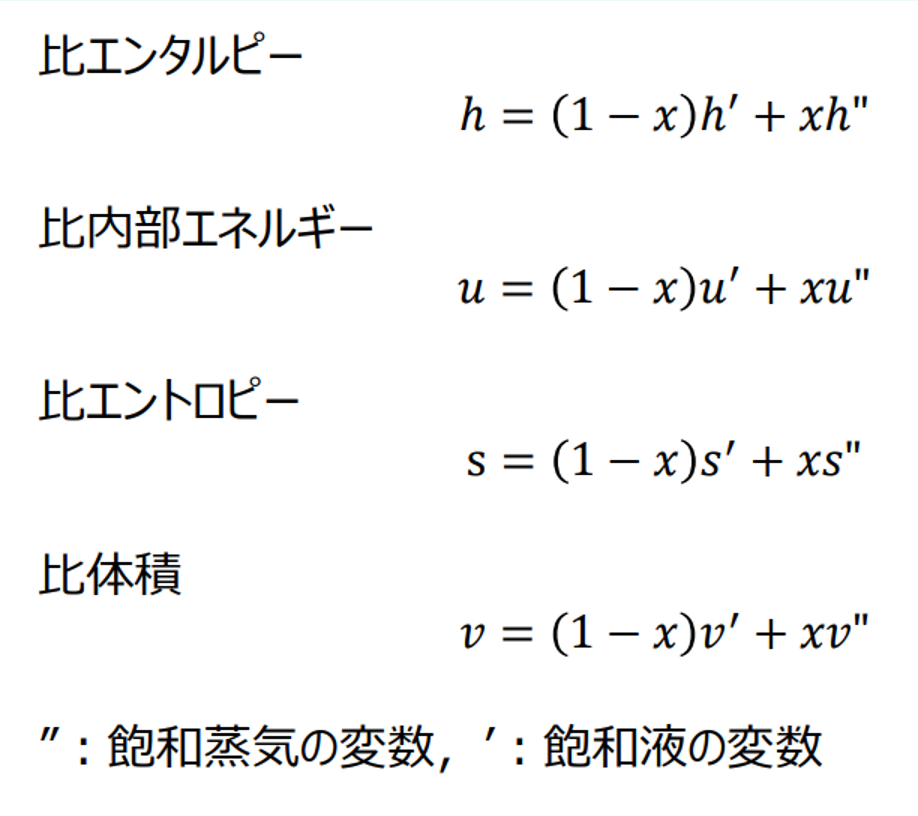 比エンタルピー
h = (1 − x)h′ + xh"
比内部エネルギー
u = (1 − x)u′ + xu"
比エントロピー
s = (1 − x)s′ + xs"
比体積
v = (1 − x)v′ + xv"
″：飽和蒸気の変数，′：飽和液の変数